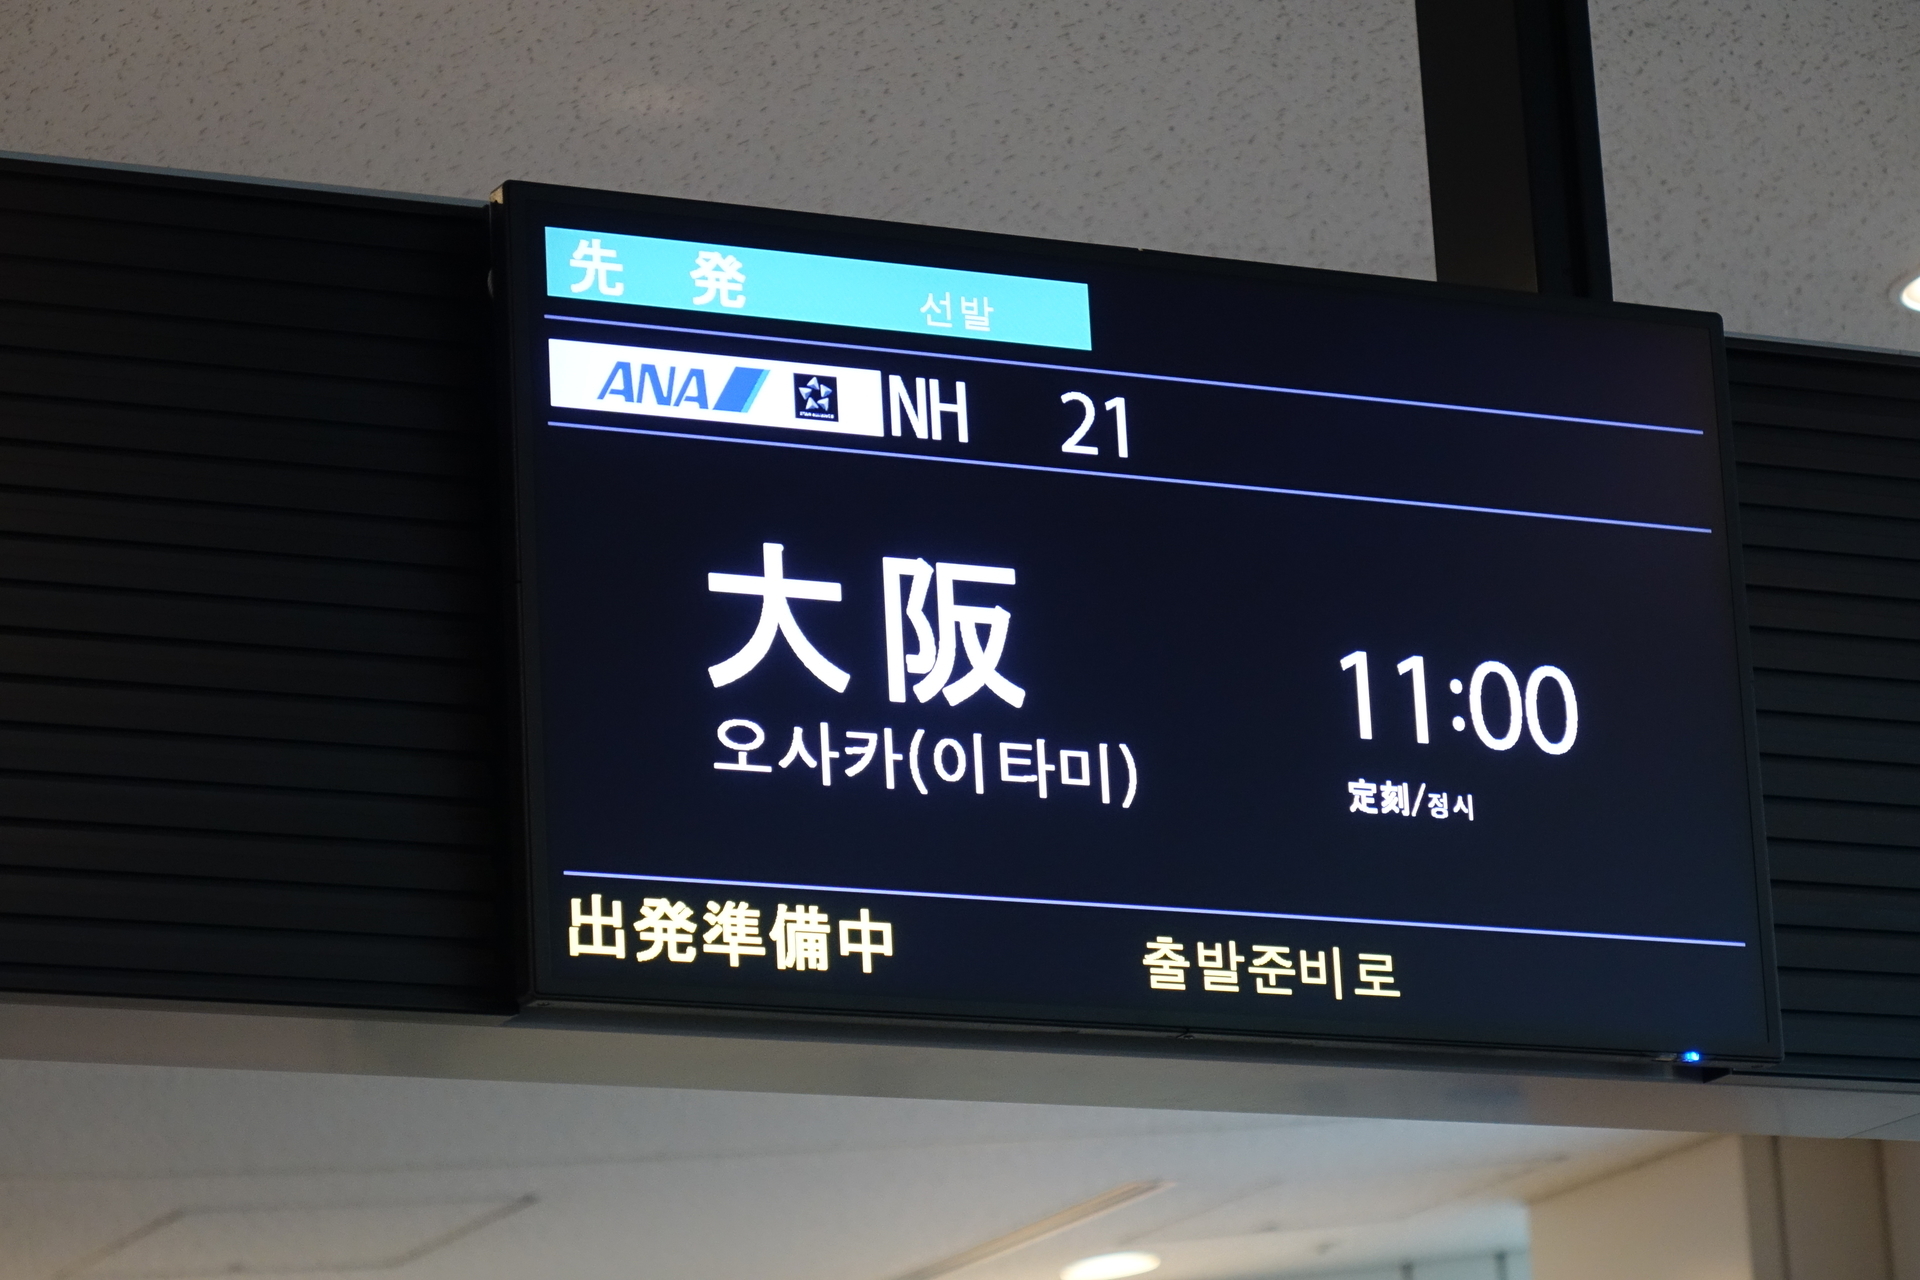 先 発 선발
ANA NH 21
大阪
오사카(이타미)
11:00
定刻/정시
出発準備中 출발준비로